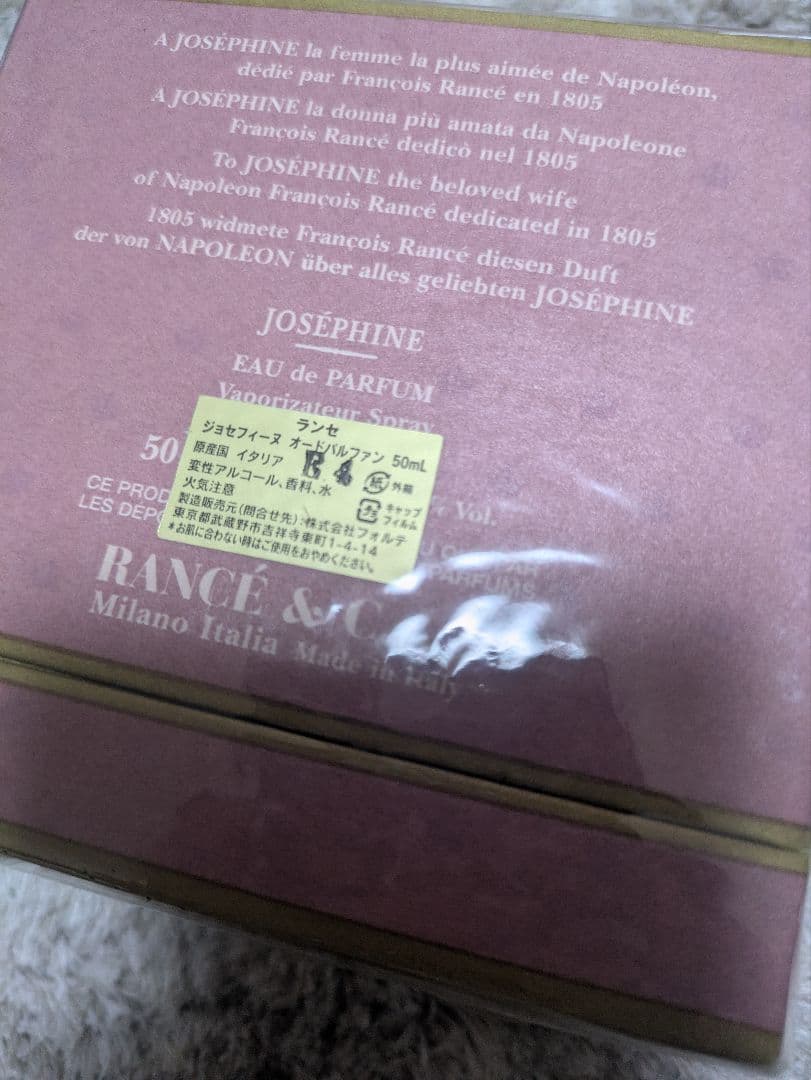 A JOSÉPHINE la femme la plus aimée de Napoléon,
dédié par François Rancé en 1805
A JOSÉPHINE la donna più amata da Napoleone
François Rancé dedicò nel 1805
To JOSÉPHINE the beloved wife
of Napoleon François Rancé dedicated in 1805
1805 widmete François Rancé diesen Duft
der von NAPOLEON über alles geliebten JOSÉPHINE
JOSÉPHINE
EAU de PARFUM
Vaporizateur Spray
50
Vol.
CE PROD
LES DEPO
PARFUMS
ランセ
ジョセフィーヌ オードパルファン 50mL
原産国 イタリア
変性アルコール、香料、水
火気注意
紙 外箱
プラ キャップ フィルム
製造販売元(問合せ先):株式会社フォルテ
東京都武蔵野市吉祥寺東町1-4-14
*お肌に合わない時はご使用をおやめください。
RANCÉ & C
Milano Italia Made in Italy